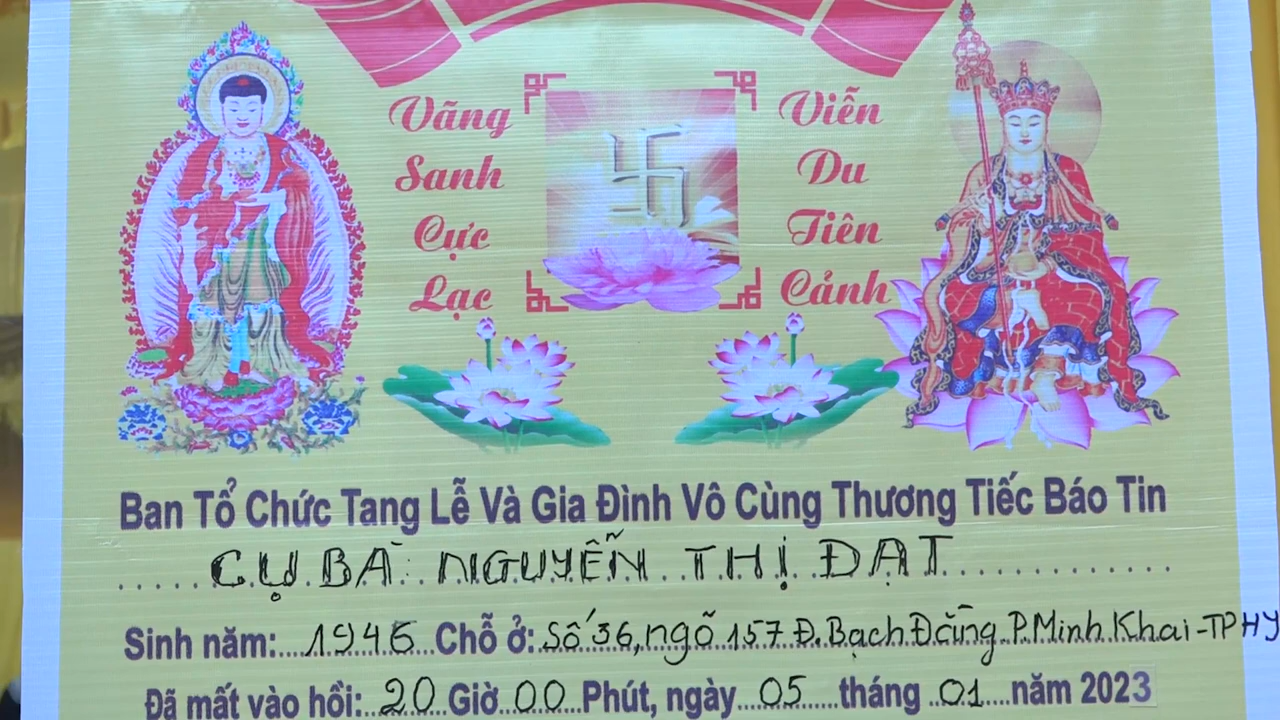 Vãng
Sanh
Cực
Lạc
Viễn
Du
Tiên
Cảnh
Ban Tổ Chức Tang Lễ Và Gia Đình Vô Cùng Thương Tiếc Báo Tin
CỤ BÀ NGUYỄN THỊ ĐẠT
Sinh năm: 1946 Chỗ ở: Số 36, ngõ 157 Đ. Bạch Đằng. P. Minh Khai - TP HY
Đã mất vào hồi: 20 Giờ 00 Phút, ngày 05 tháng 01 năm 2023